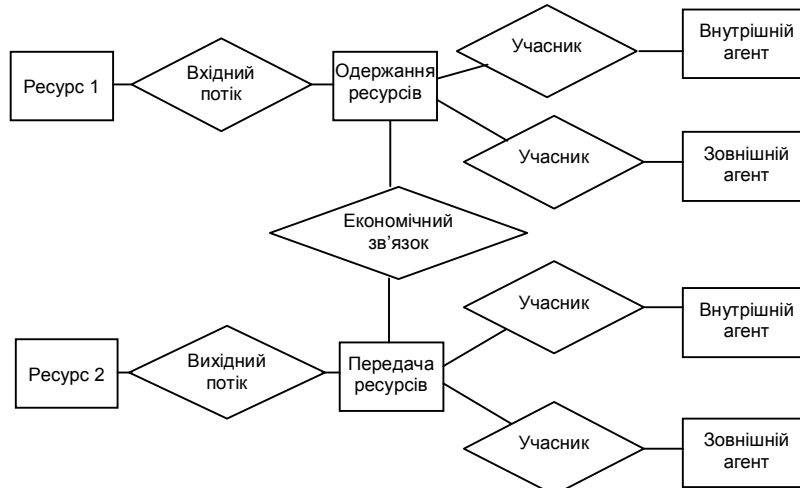 Ресурс 1
Вхідний
потік
Одержання
ресурсів
Учасник
Внутрішній
агент
Учасник
Зовнішній
агент
Економічний
зв’язок
Ресурс 2
Вихідний
потік
Передача
ресурсів
Учасник
Внутрішній
агент
Учасник
Зовнішній
агент